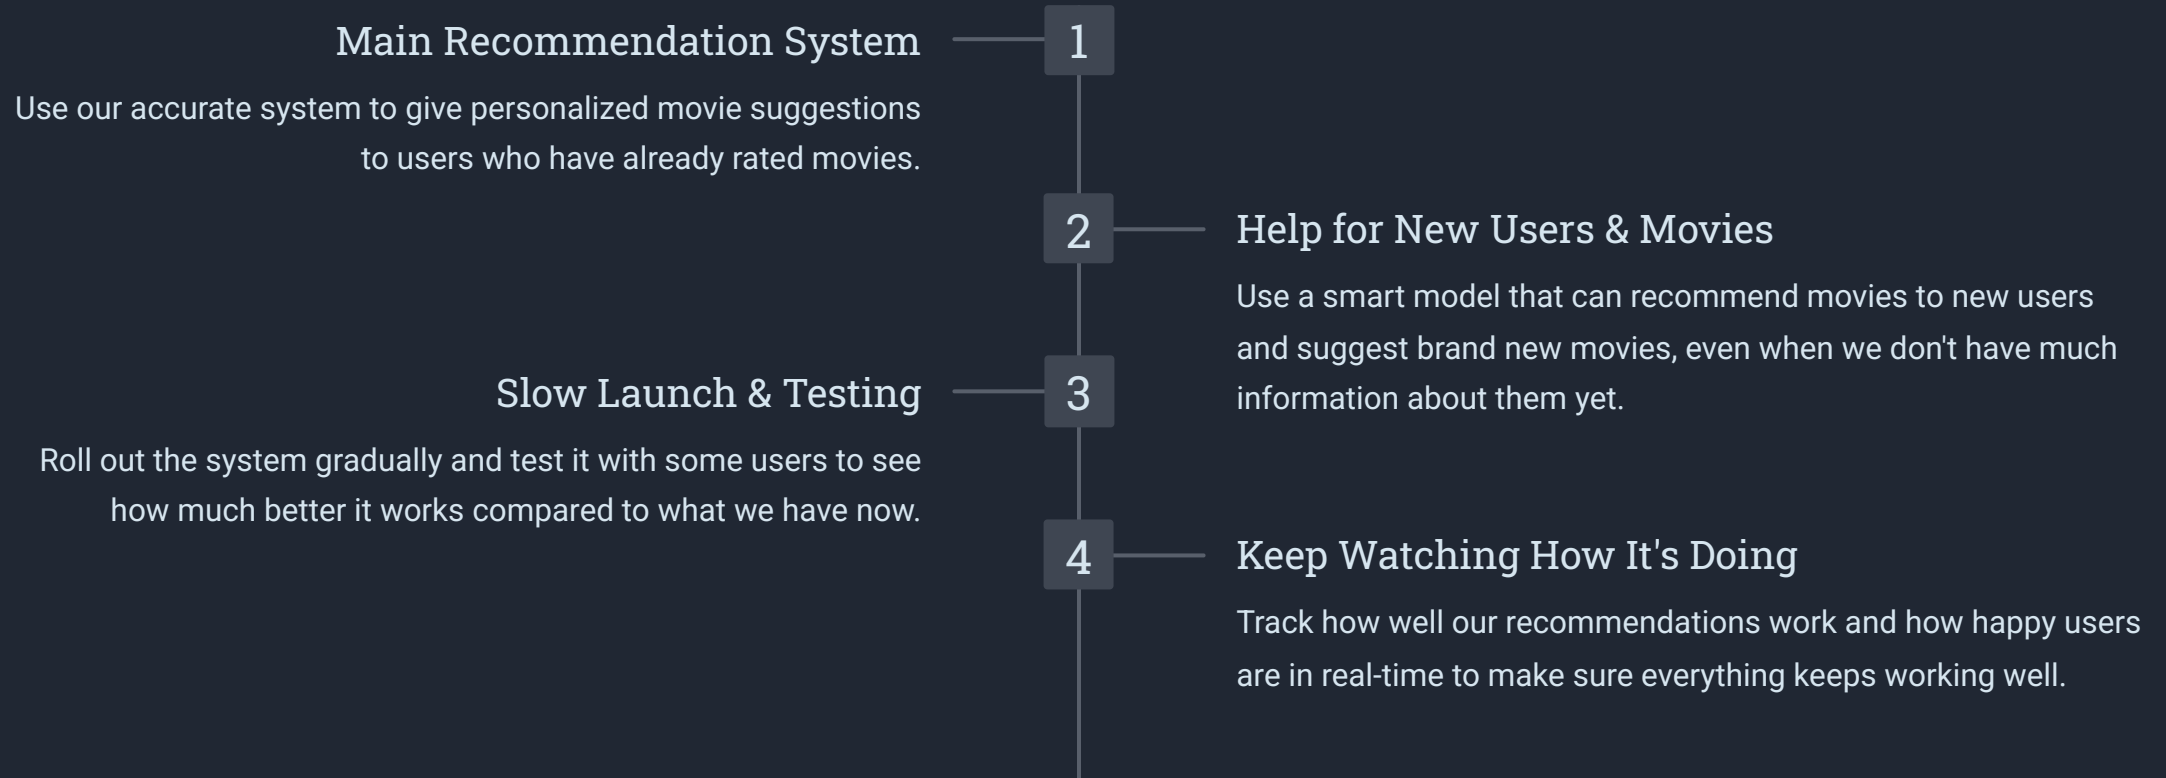 Main Recommendation System
1
Use our accurate system to give personalized movie suggestions
to users who have already rated movies.
2
Help for New Users & Movies
Use a smart model that can recommend movies to new users
and suggest brand new movies, even when we don't have much
information about them yet.
Slow Launch & Testing
3
Roll out the system gradually and test it with some users to see
how much better it works compared to what we have now.
4
Keep Watching How It's Doing
Track how well our recommendations work and how happy users
are in real-time to make sure everything keeps working well.